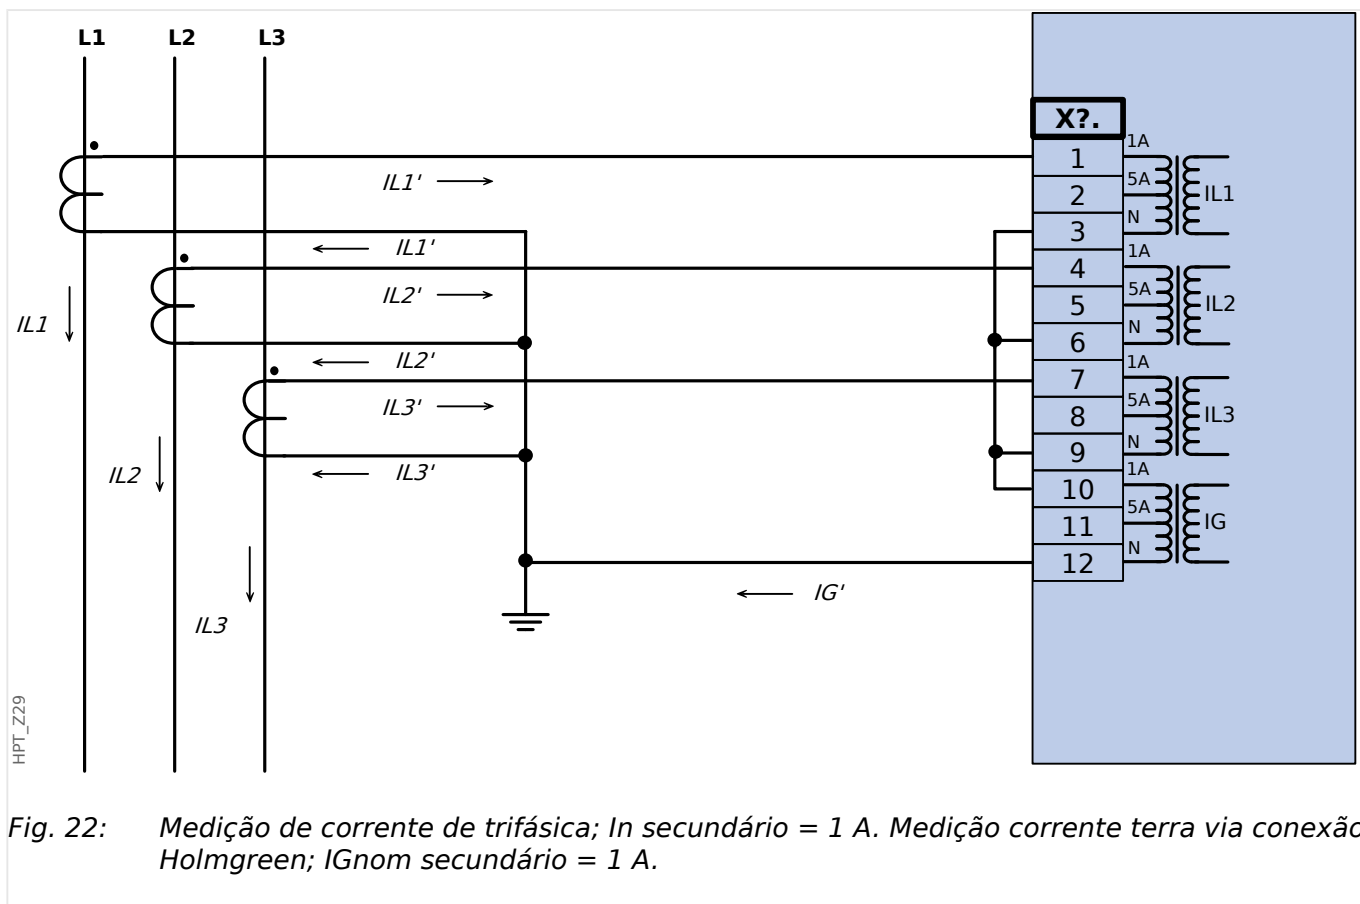 L1 L2 L3
X?.
1
2
3
4
5
6
7
8
9
10
11
12
1A
5A
N
IL1
1A
5A
N
IL2
1A
5A
N
IL3
1A
5A
N
IG
IL1'
IL1'
IL2'
IL2'
IL3'
IL3'
IG'
IL1
IL2
IL3
HPT_Z29
Fig. 22: Medição de corrente de trifásica; In secundário = 1 A. Medição corrente terra via conexão
Holmgreen; IGnom secundário = 1 A.